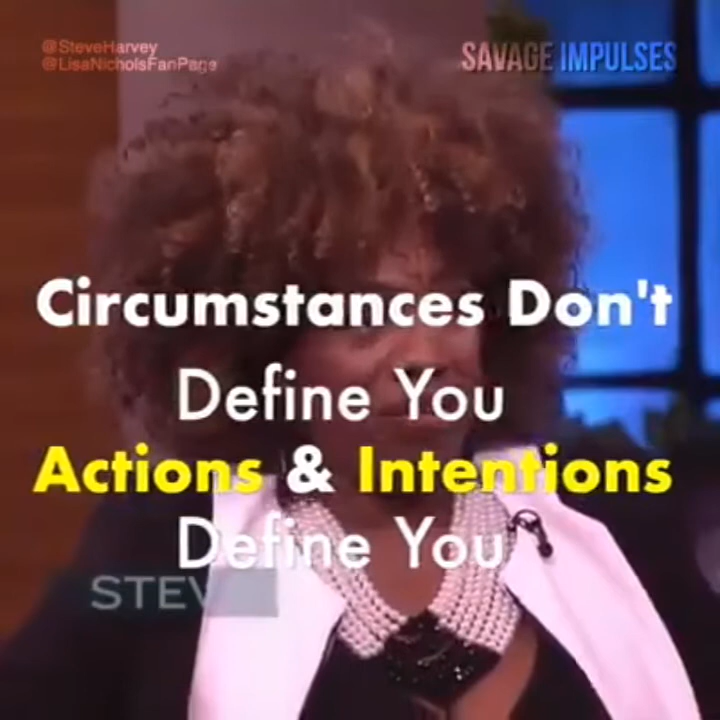 @SteveHarvey
@LisaNicholsFanPage
SAVAGE IMPULSES
Circumstances Don't
Define You
Actions & Intentions
Define You
STEV